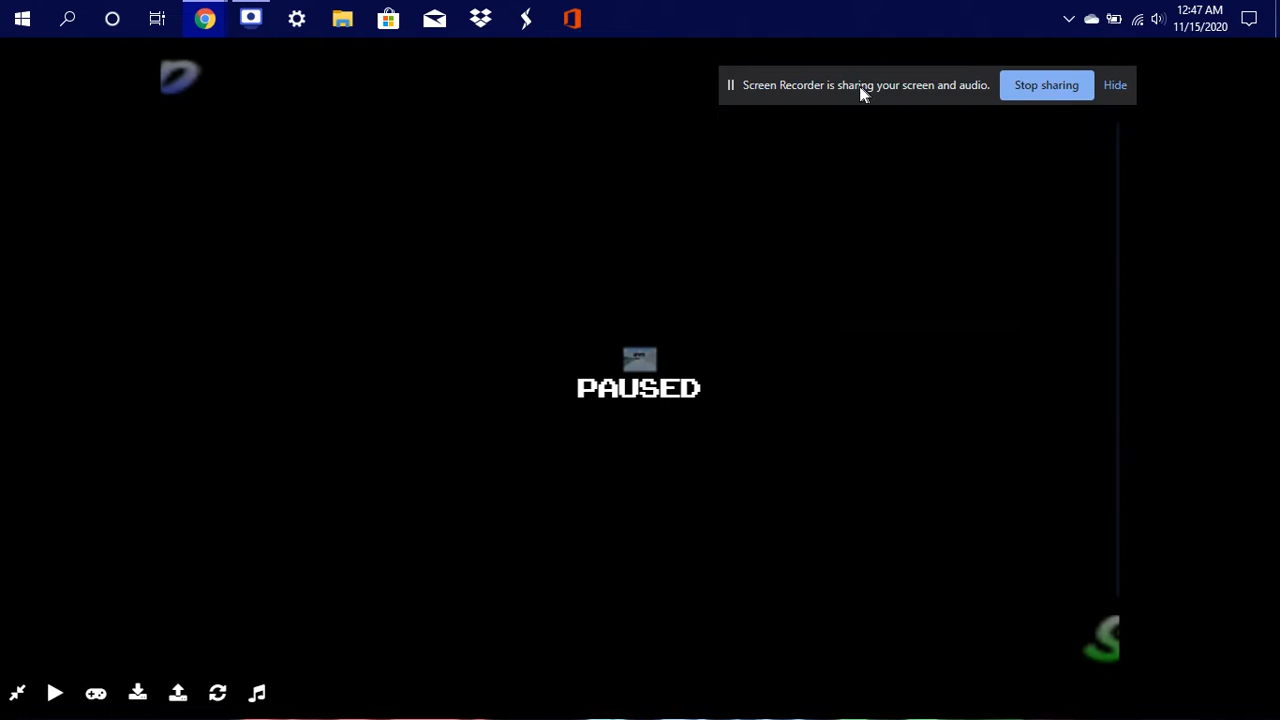 12:47 AM
11/15/2020
Screen Recorder is sharing your screen and audio.
Stop sharing
Hide
PAUSED
S